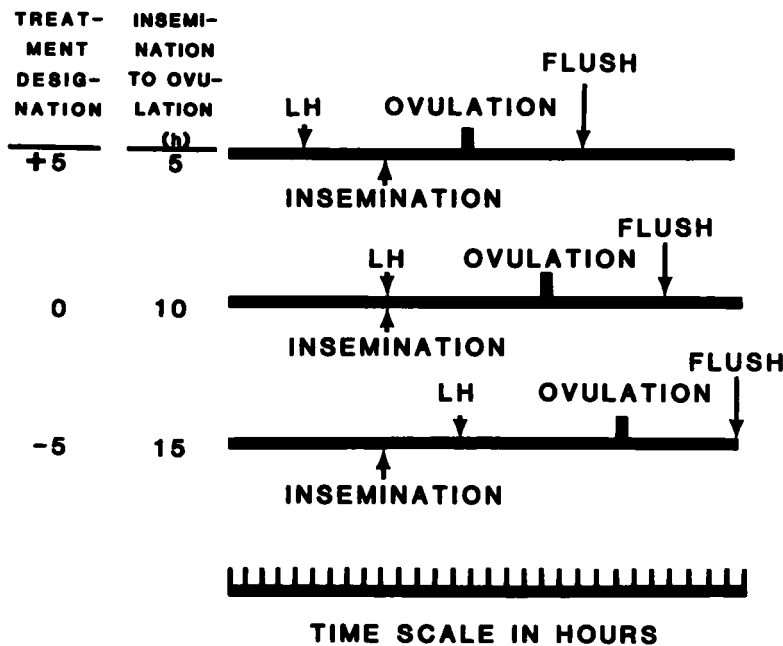 TREAT-
MENT
DESIG-
NATION
INSEMI-
NATION
TO OVU-
LATION
(h)
+5
5
LH
OVULATION
FLUSH
INSEMINATION
0
10
LH
OVULATION
FLUSH
INSEMINATION
-5
15
LH
OVULATION
FLUSH
INSEMINATION
TIME SCALE IN HOURS